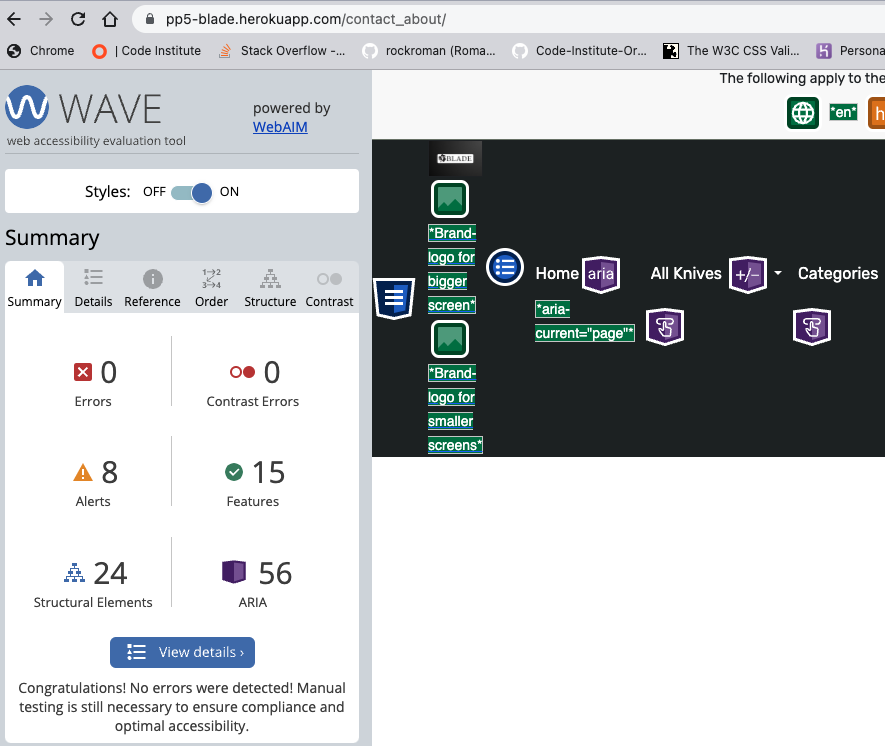 pp5-blade.herokuapp.com/contact_about/
Chrome
| Code Institute
Stack Overflow -...
rockroman (Roma...
Code-Institute-Or...
The W3C CSS Vali...
Persona
WAVE
web accessibility evaluation tool
powered by
WebAIM
Styles: OFF ON
Summary
Summary Details Reference Order Structure Contrast
0
Errors
0
Contrast Errors
8
Alerts
15
Features
24
Structural Elements
56
ARIA
View details ›
Congratulations! No errors were detected! Manual
testing is still necessary to ensure compliance and
optimal accessibility.
The following apply to the
*en* h
BLADE
*Brand-
logo for
bigger
screen*
*Brand-
logo for
smaller
screens*
Home aria
*aria-
current="page"*
All Knives +/-
Categories